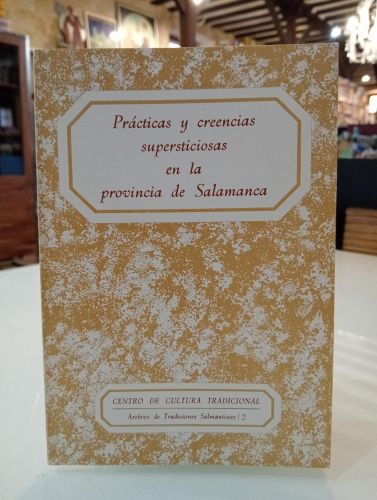 Prácticas y creencias
supersticiosas
en la
provincia de Salamanca
CENTRO DE CULTURA TRADICIONAL
Archivo de Tradiciones Salmantinas / 2